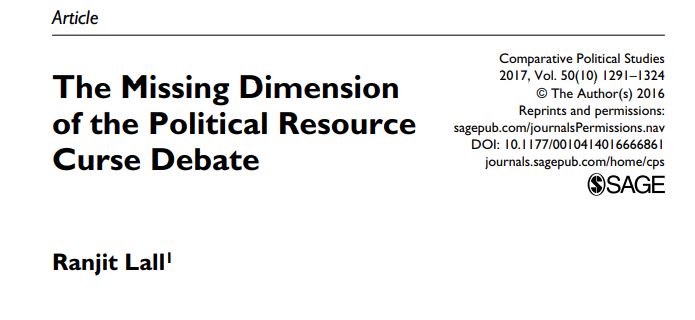 Article
The Missing Dimension
of the Political Resource
Curse Debate
Comparative Political Studies
2017, Vol. 50(10) 1291–1324
© The Author(s) 2016
Reprints and permissions:
sagepub.com/journalsPermissions.nav
DOI: 10.1177/0010414016666861
journals.sagepub.com/home/cps
SAGE
Ranjit Lall1